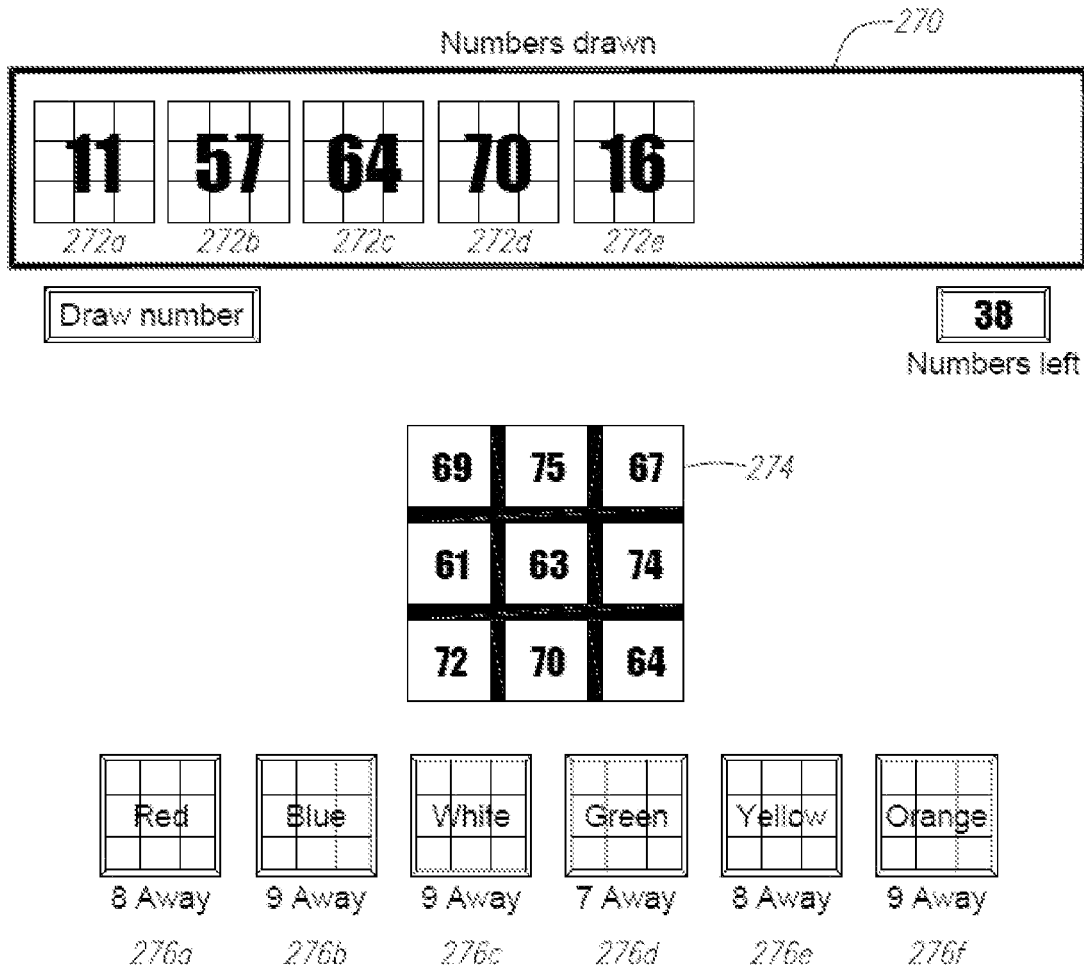 270
Numbers drawn
11 57 64 70 16
272a 272b 272c 272d 272e
Draw number
38
Numbers left
69 75 67
274
61 63 74
72 70 64
Red Blue White Green Yellow Orange
8 Away 9 Away 9 Away 7 Away 8 Away 9 Away
276a 276b 276c 276d 276e 276f